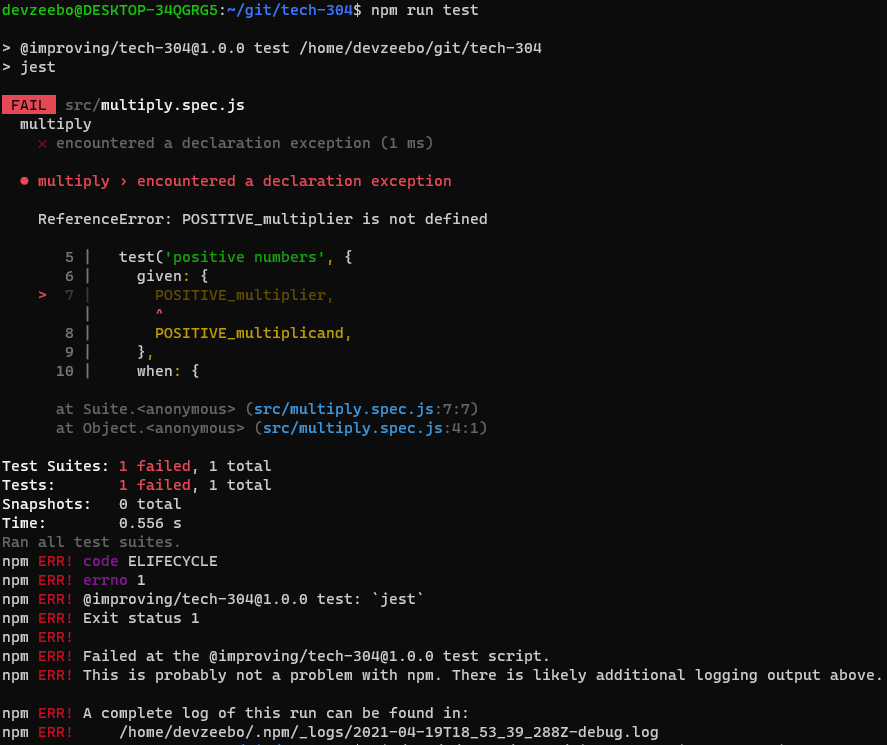 devzeebo@DESKTOP-34QGRG5:~/git/tech-304$ npm run test
> @improving/tech-304@1.0.0 test /home/devzeebo/git/tech-304
> jest
FAIL src/multiply.spec.js
multiply
✕ encountered a declaration exception (1 ms)
● multiply › encountered a declaration exception
ReferenceError: POSITIVE_multiplier is not defined
5 | test('positive numbers', {
6 | given: {
> 7 | POSITIVE_multiplier,
| ^
8 | POSITIVE_multiplicand,
9 | },
10 | when: {
at Suite.<anonymous> (src/multiply.spec.js:7:7)
at Object.<anonymous> (src/multiply.spec.js:4:1)
Test Suites: 1 failed, 1 total
Tests: 1 failed, 1 total
Snapshots: 0 total
Time: 0.556 s
Ran all test suites.
npm ERR! code ELIFECYCLE
npm ERR! errno 1
npm ERR! @improving/tech-304@1.0.0 test: `jest`
npm ERR! Exit status 1
npm ERR!
npm ERR! Failed at the @improving/tech-304@1.0.0 test script.
npm ERR! This is probably not a problem with npm. There is likely additional logging output above.
npm ERR! A complete log of this run can be found in:
npm ERR! /home/devzeebo/.npm/_logs/2021-04-19T18_53_39_288Z-debug.log